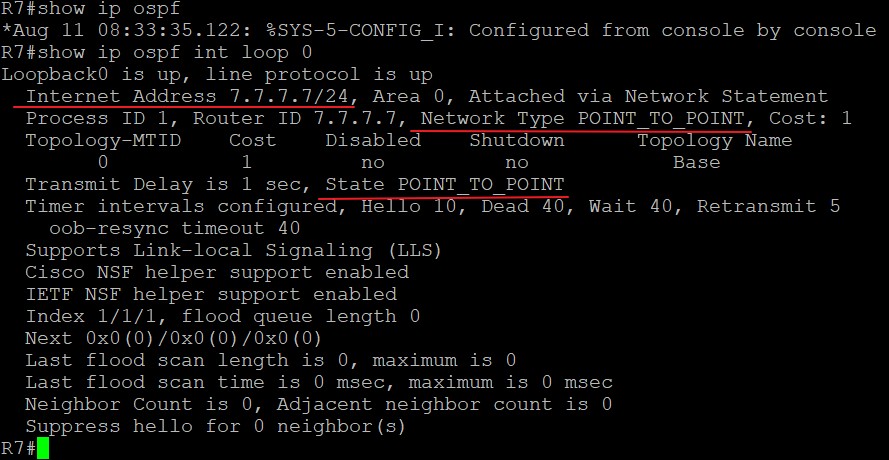 R7#show ip ospf
*Aug 11 08:33:35.122: %SYS-5-CONFIG_I: Configured from console by console
R7#show ip ospf int loop 0
Loopback0 is up, line protocol is up
  Internet Address 7.7.7.7/24, Area 0, Attached via Network Statement
  Process ID 1, Router ID 7.7.7.7, Network Type POINT_TO_POINT, Cost: 1
  Topology-MTID    Cost    Disabled    Shutdown      Topology Name
        0           1         no          no            Base
  Transmit Delay is 1 sec, State POINT_TO_POINT
  Timer intervals configured, Hello 10, Dead 40, Wait 40, Retransmit 5
    oob-resync timeout 40
  Supports Link-local Signaling (LLS)
  Cisco NSF helper support enabled
  IETF NSF helper support enabled
  Index 1/1/1, flood queue length 0
  Next 0x0(0)/0x0(0)/0x0(0)
  Last flood scan length is 0, maximum is 0
  Last flood scan time is 0 msec, maximum is 0 msec
  Neighbor Count is 0, Adjacent neighbor count is 0
  Suppress hello for 0 neighbor(s)
R7#